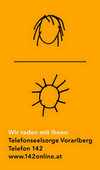 Wir reden mit Ihnen.
Telefonseelsorge Vorarlberg
Telefon 142
www.142online.at